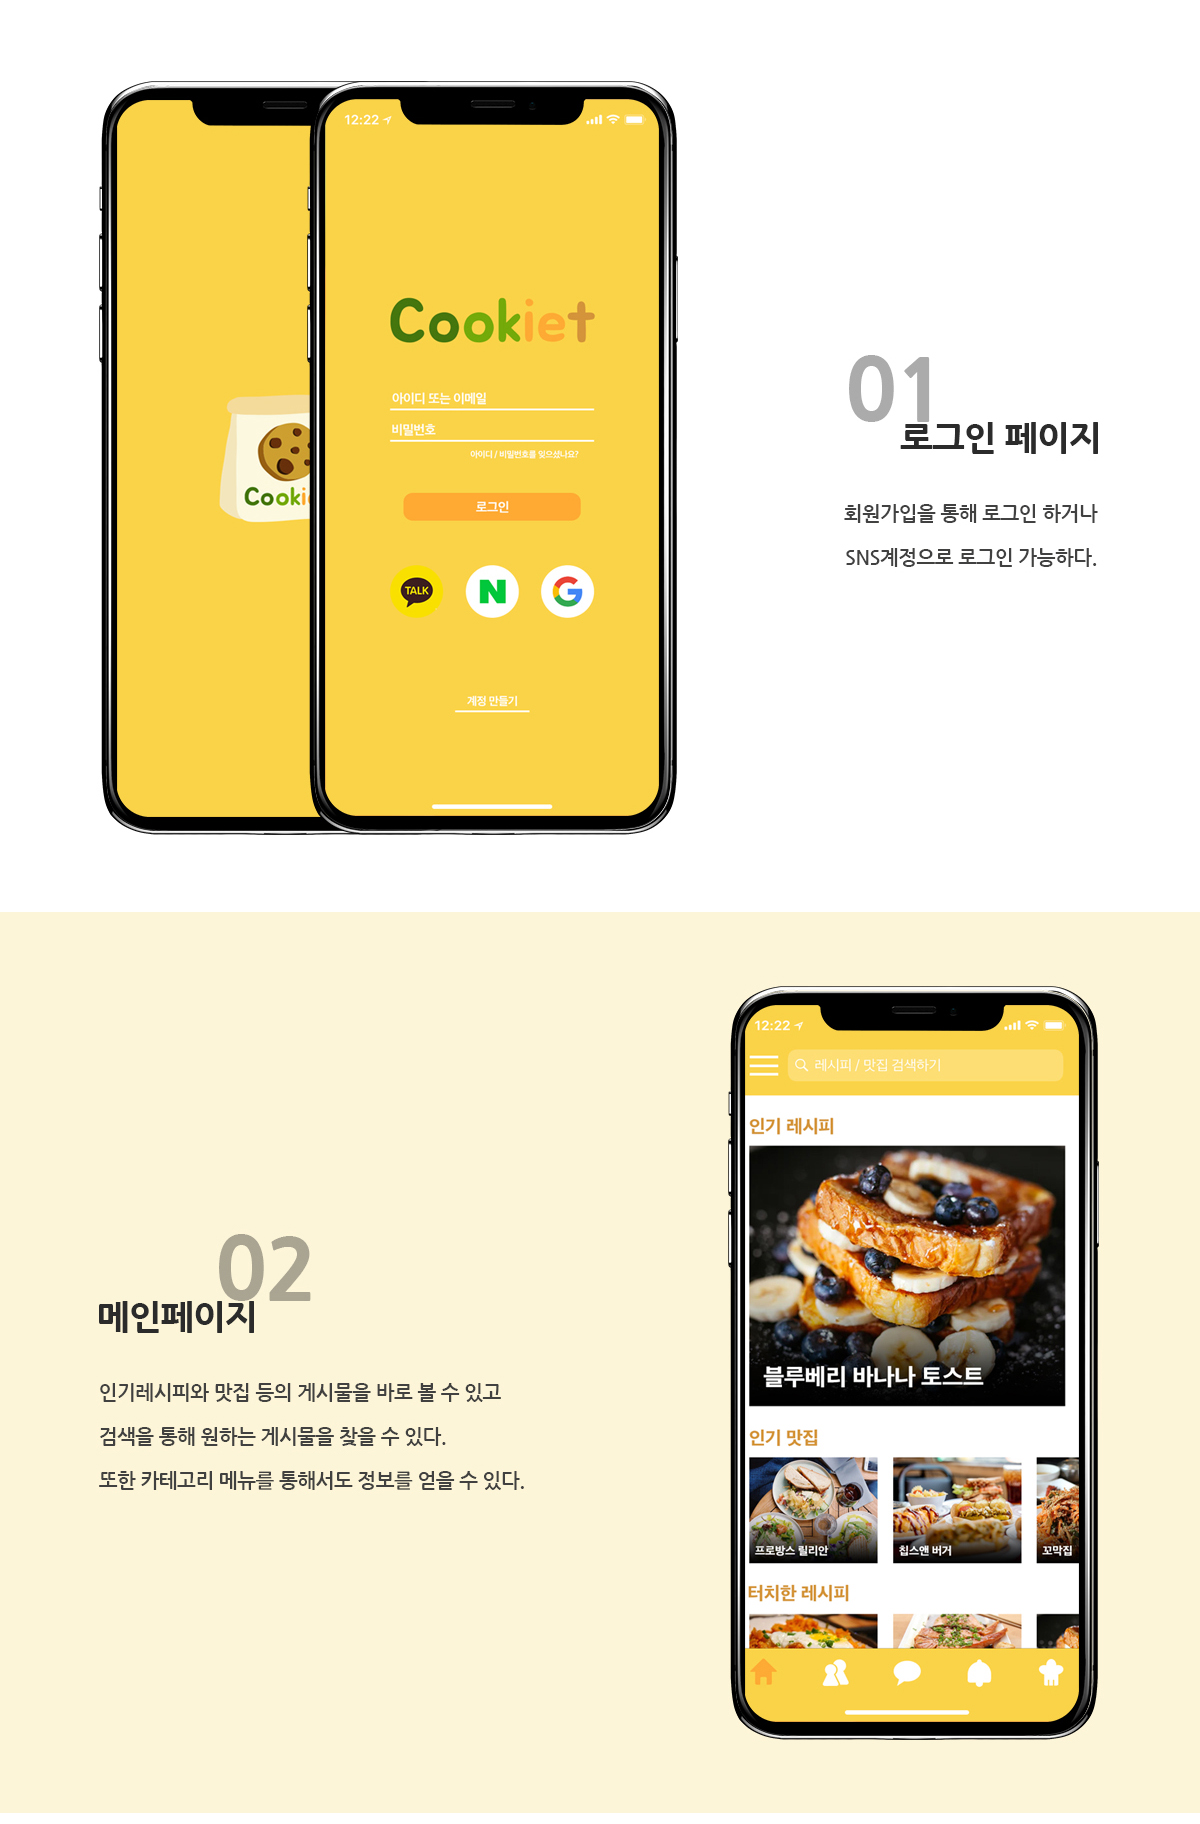 12:22
Cookiet
아이디 또는 이메일
비밀번호
아이디 / 비밀번호를 잊으셨나요?
로그인
TALK
N
G
계정 만들기
01
로그인 페이지
회원가입을 통해 로그인 하거나
SNS계정으로 로그인 가능하다.
02
메인페이지
인기레시피와 맛집 등의 게시물을 바로 볼 수 있고
검색을 통해 원하는 게시물을 찾을 수 있다.
또한 카테고리 메뉴를 통해서도 정보를 얻을 수 있다.
12:22
레시피 / 맛집 검색하기
인기 레시피
블루베리 바나나 토스트
인기 맛집
프로방스 릴리안
칩스앤 버거
꼬막집
터치한 레시피